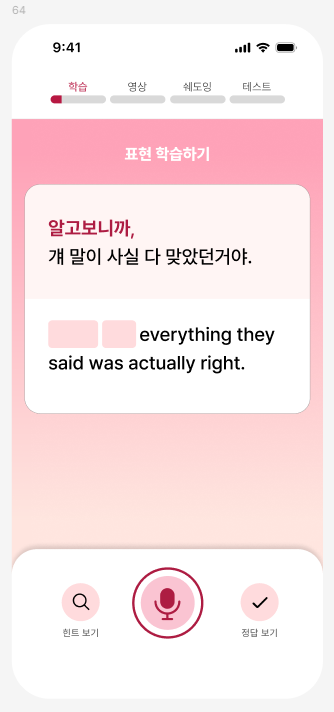 64
9:41
학습 영상 쉐도잉 테스트
표현 학습하기
알고보니까,
걔 말이 사실 다 맞았던거야.
everything they
said was actually right.
힌트 보기 정답 보기